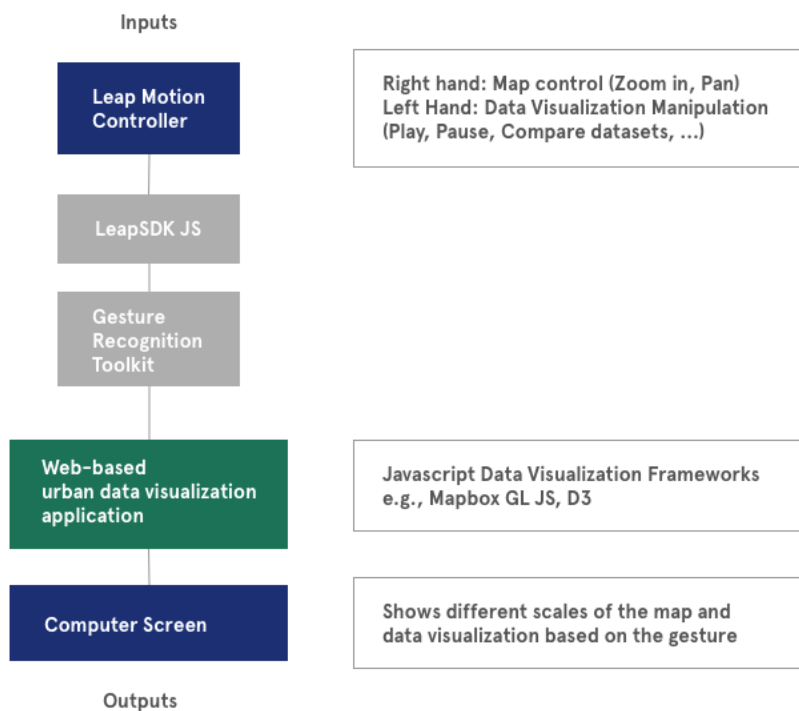 Inputs
Leap Motion
Controller
Right hand: Map control (Zoom in, Pan)
Left Hand: Data Visualization Manipulation
(Play, Pause, Compare datasets, ...)
LeapSDK JS
Gesture
Recognition
Toolkit
Web-based
urban data visualization
application
Javascript Data Visualization Frameworks
e.g., Mapbox GL JS, D3
Computer Screen
Shows different scales of the map and
data visualization based on the gesture
Outputs